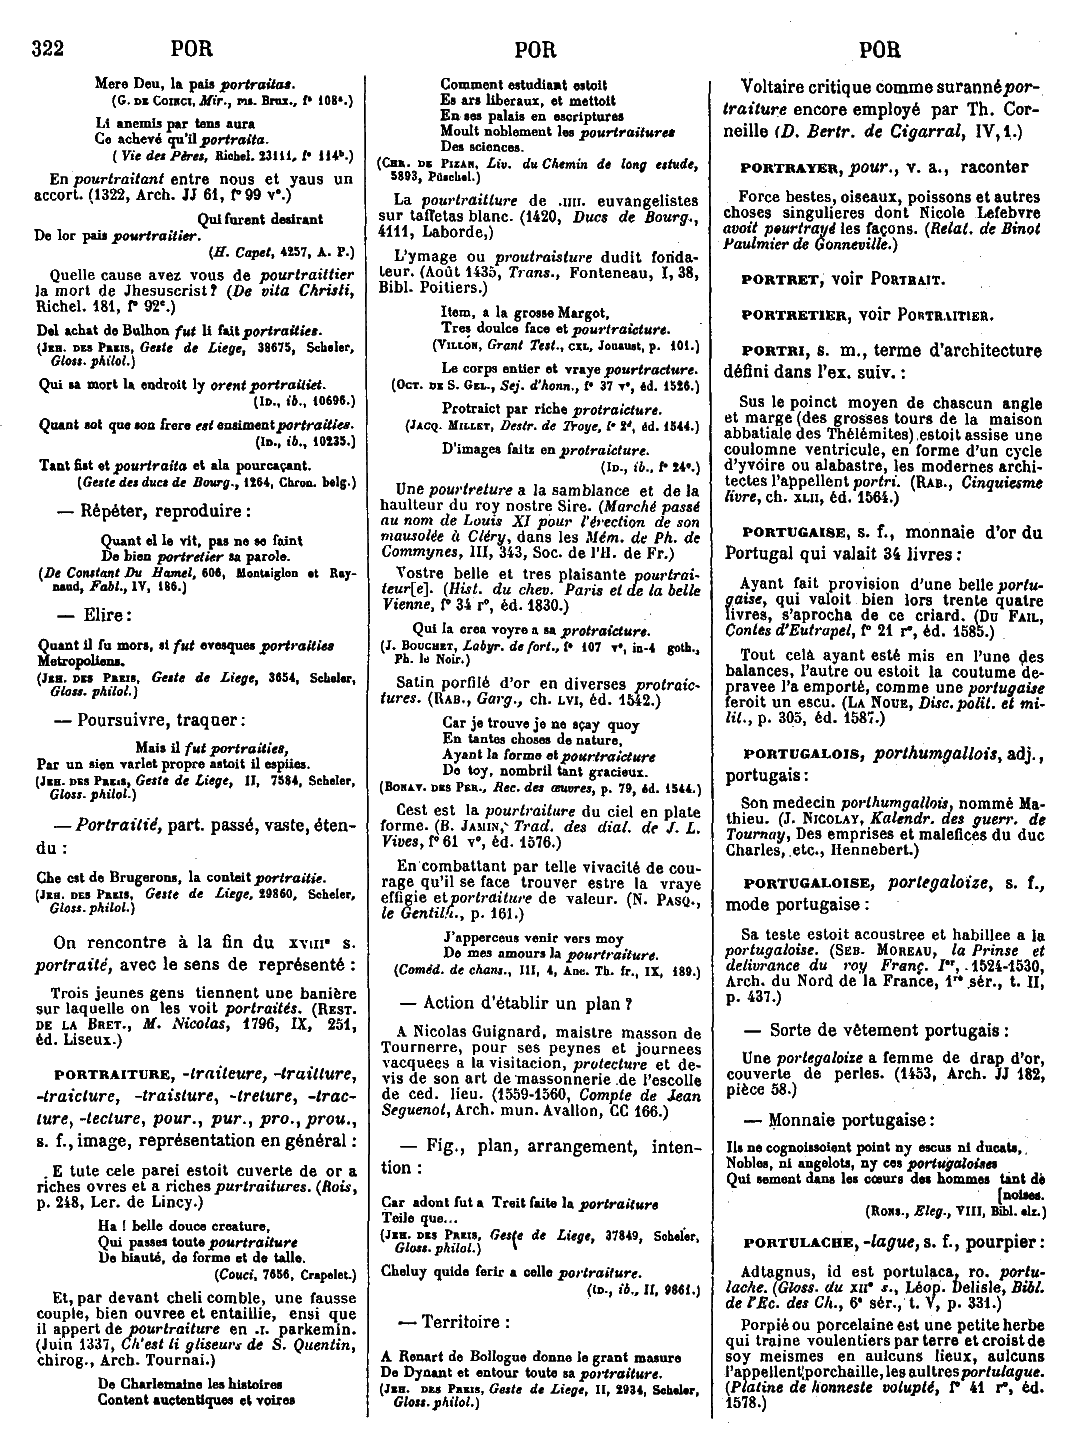 322 POR POR POR
Mere Deu, la pais portraitas.
(G. DE COINCI, Mir., ms. Brux., f° 108ᵃ.)
Li anemis par tens aura
Ce achevé qu'il portraita.
(Vie des Pères, Richel. 23111, f° 114ᵇ.)
En pourtraitant entre nous et yaus un
accort. (1322, Arch. JJ 61, f° 99 v°.)
Qui furent desirant
De lor pais pourtraitier.
(H. Capet, 4257, A. P.)
Quelle cause avez vous de pourtraittier
la mort de Jhesuscrist? (De vita Christi,
Richel. 181, f° 92ᶜ.)
Del achat de Bulhon fut li fait portraities.
(JEH. DES PREIS, Geste de Liege, 38675, Scheler,
Gloss. philol.)
Qui sa mort la endroit ly orent portraitiet.
(ID., ib., 10696.)
Quant sot que son frere est ensiment portraities.
(ID., ib., 10235.)
Tant fist et pourtraita et ala pourcaçant.
(Geste des ducs de Bourg., 1264, Chron. belg.)
— Répéter, reproduire :
Quant el le vit, pas ne se faint
De bien portretier sa parole.
(De Constant Du Hamel, 606, Montaiglon et Ray-
naud, Fabl., IV, 186.)
— Elire :
Quant il fu mors, si fut evesques portraities
Metropoliens.
(JEH. DES PREIS, Geste de Liege, 3654, Scheler,
Gloss. philol.)
— Poursuivre, traquer :
Mais il fut portraities,
Par un sien varlet propre astoit il espiies.
(JEH. DES PREIS, Geste de Liege, II, 7584, Scheler,
Gloss. philol.)
— Portraitié, part. passé, vaste, éten-
du :
Che est de Brugerons, la conteit portraitie.
(JEH. DES PREIS, Geste de Liege, 29860, Scheler,
Gloss. philol.)
On rencontre à la fin du XVIIIᵉ s.
portraité, avec le sens de représenté :
Trois jeunes gens tiennent une banière
sur laquelle on les voit portraités. (REST.
DE LA BRET., M. Nicolas, 1796, IX, 251,
éd. Liseux.)
PORTRAITURE, -traiteure, -traitture,
-traicture, -traisture, -treture, -trac-
ture, -tecture, pour., pur., pro., prou.,
s. f., image, représentation en général :
E tute cele parei estoit cuverte de or a
riches ovres et a riches purtraitures. (Rois,
p. 248, Ler. de Lincy.)
Ha ! belle douce creature,
Qui passes toute pourtraiture
De biauté, de forme et de talle.
(Couci, 7656, Crapelet.)
Et, par devant cheli comble, une fausse
couple, bien ouvree et entaillie, ensi que
il appert de pourtraiture en .I. parkemin.
(Juin 1337, Ch'est li gliseurs de S. Quentin,
chirog., Arch. Tournai.)
De Charlemaine les histoires
Content auctentiques et voires
Comment estudiant estoit
Es ars liberaux, et mettoit
En ses palais en escriptures
Moult noblement les pourtraitures
Des sciences.
(CHR. DE PIZAN, Liv. du Chemin de long estude,
5893, Püschel.)
La pourtraitture de .IIII. euvangelistes
sur taffetas blanc. (1420, Ducs de Bourg.,
4111, Laborde,)
L'ymage ou proutraisture dudit fonda-
teur. (Août 1435, Trans., Fonteneau, I, 38,
Bibl. Poitiers.)
Item, a la grosse Margot,
Tres doulce face et pourtraicture.
(VILLON, Grant Test., CXL, Jouaust, p. 101.)
Le corps entier et vraye pourtracture.
(OCT. DE S. GEL., Sej. d'honn., f° 37 v°, éd. 1526.)
Protraict par riche protraicture.
(JACQ. MILLET, Destr. de Troye, f° 2ᵈ, éd. 1544.)
D'images faitz en protraicture.
(ID., ib., f° 24ᵉ.)
Une pourtreture a la samblance et de la
haulteur du roy nostre Sire. (Marché passé
au nom de Louis XI pour l'érection de son
mausolée à Cléry, dans les Mém. de Ph. de
Commynes, III, 343, Soc. de l'H. de Fr.)
Vostre belle et tres plaisante pourtrai-
teur[e]. (Hist. du chev. Paris et de la belle
Vienne, f° 34 r°, éd. 1830.)
Qui la crea voyre a sa protraicture.
(J. BOUCHET, Labyr. de fort., f° 107 v°, in-4 goth.,
Ph. le Noir.)
Satin porfilé d'or en diverses protraic-
tures. (RAB., Garg., ch. LVI, éd. 1542.)
Car je trouve je ne sçay quoy
En tantes choses de nature,
Ayant la forme et pourtraicture
De toy, nombril tant gracieux.
(BONAV. DES PER., Rec. des œuvres, p. 79, éd. 1544.)
Cest est la pourtraiture du ciel en plate
forme. (B. JAMIN, Trad. des dial. de J. L.
Vives, f° 61 v°, éd. 1576.)
En combattant par telle vivacité de cou-
rage qu'il se face trouver estre la vraye
effigie et portraiture de valeur. (N. PASQ.,
le Gentilh., p. 161.)
J'apperceus venir vers moy
De mes amours la pourtraiture.
(Coméd. de chans., III, 4, Anc. Th. fr., IX, 189.)
— Action d'établir un plan ?
A Nicolas Guignard, maistre masson de
Tournerre, pour ses peynes et journees
vacquees a la visitacion, protecture et de-
vis de son art de massonnerie de l'escolle
de ced. lieu. (1559-1560, Compte de Jean
Seguenot, Arch. mun. Avallon, CC 166.)
— Fig., plan, arrangement, inten-
tion :
Car adont fut a Treit faite la portraiture
Teile que...
(JEH. DES PREIS, Geste de Liege, 37849, Scheler,
Gloss. philol.)
Cheluy quide ferir a celle portraiture.
(ID., ib., II, 9861.)
— Territoire :
A Renart de Bollogue donne le grant masure
De Dynant et entour toute sa portraiture.
(JEH. DES PREIS, Geste de Liege, II, 2934, Scheler,
Gloss. philol.)
Voltaire critique comme suranné por-
traiture encore employé par Th. Cor-
neille (D. Bertr. de Cigarral, IV, 1.)
PORTRAYER, pour., v. a., raconter
Force bestes, oiseaux, poissons et autres
choses singulieres dont Nicole Lefebvre
avoit pourtrayé les façons. (Relat. de Binot
Paulmier de Gonneville.)
PORTRET, voir PORTRAIT.
PORTRETIER, voir PORTRAITIER.
PORTRI, s. m., terme d'architecture
défini dans l'ex. suiv. :
Sus le poinct moyen de chascun angle
et marge (des grosses tours de la maison
abbatiale des Thélémites) estoit assise une
coulomne ventricule, en forme d'un cycle
d'yvoire ou alabastre, les modernes archi-
tectes l'appellent portri. (RAB., Cinquiesme
livre, ch. XLII, éd. 1564.)
PORTUGAISE, s. f., monnaie d'or du
Portugal qui valait 34 livres :
Ayant fait provision d'une belle portu-
gaise, qui valoit bien lors trente quatre
livres, s'aprocha de ce criard. (DU FAIL,
Contes d'Eutrapel, f° 21 r°, éd. 1585.)
Tout celà ayant esté mis en l'une des
balances, l'autre ou estoit la coutume de-
pravee l'a emporté, comme une portugaise
feroit un escu. (LA NOUE, Disc. polit. et mi-
lit., p. 305, éd. 1587.)
PORTUGALOIS, porthumgallois, adj.,
portugais :
Son medecin porthumgallois, nommé Ma-
thieu. (J. NICOLAY, Kalendr. des guerr. de
Tournay, Des emprises et malefices du duc
Charles, etc., Hennebert.)
PORTUGALOISE, portegaloize, s. f.,
mode portugaise :
Sa teste estoit acoustree et habillee a la
portugaloise. (SEB. MOREAU, la Prinse et
delivrance du roy Franç. Iᵉʳ, 1524-1530,
Arch. du Nord de la France, 1ʳᵉ sér., t. II,
p. 437.)
— Sorte de vêtement portugais :
Une portegaloize a femme de drap d'or,
couverte de perles. (1453, Arch. JJ 182,
pièce 58.)
— Monnaie portugaise :
Ils ne cognoissoient point ny escus ni ducats,
Nobles, ni angelots, ny ces portugaloises
Qui sement dans les cœurs des hommes tant de
[noises.
(RONS., Eleg., VIII, Bibl. elz.)
PORTULACHE, -lague, s. f., pourpier :
Adtagnus, id est portulaca, ro. portu-
lache. (Gloss. du XIIᵉ s., Léop. Delisle, Bibl.
de l'Ec. des Ch., 6ᵉ sér., t. V, p. 331.)
Porpié ou porcelaine est une petite herbe
qui traine voulentiers par terre et croist de
soy meismes en aulcuns lieux, aulcuns
l'appellent porchaille, les aultres portulague.
(Platine de honneste volupté, f° 41 r°, éd.
1578.)